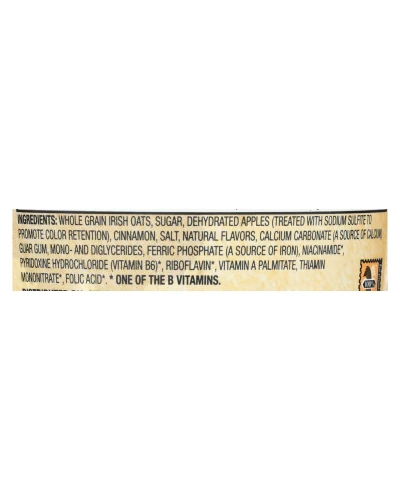 INGREDIENTS: WHOLE GRAIN IRISH OATS, SUGAR, DEHYDRATED APPLES (TREATED WITH SODIUM SULFITE TO
PROMOTE COLOR RETENTION), CINNAMON, SALT, NATURAL FLAVORS, CALCIUM CARBONATE (A SOURCE OF CALCIUM),
GUAR GUM, MONO- AND DIGLYCERIDES, FERRIC PHOSPHATE (A SOURCE OF IRON), NIACINAMIDE*,
PYRIDOXINE HYDROCHLORIDE (VITAMIN B6)*, RIBOFLAVIN*, VITAMIN A PALMITATE, THIAMIN
MONONITRATE*, FOLIC ACID*. * ONE OF THE B VITAMINS.
100%